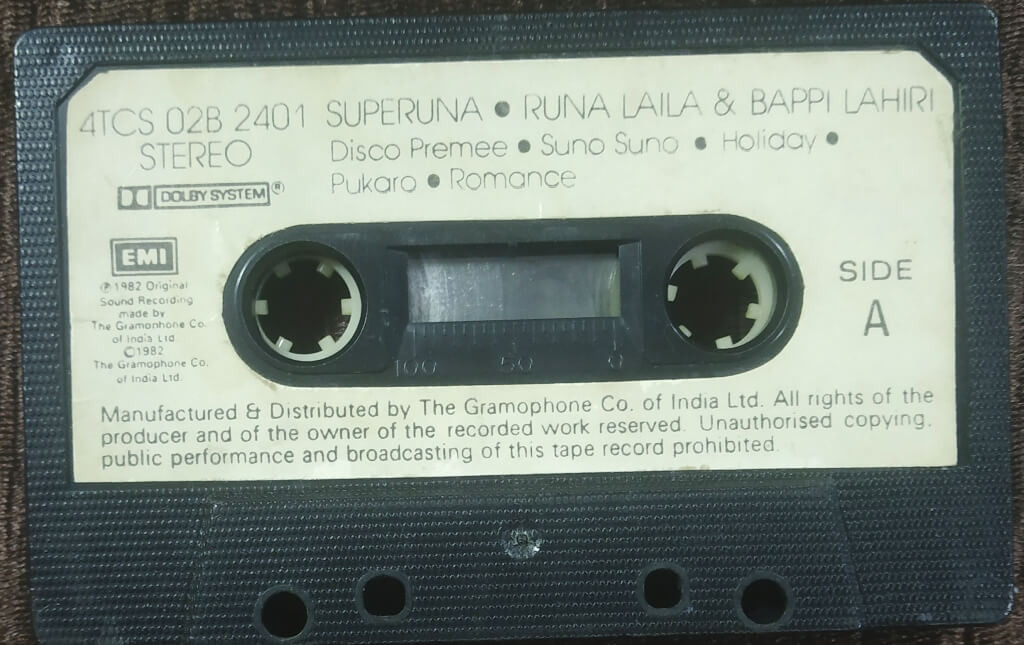 4TCS 02B 2401 SUPERUNA • RUNA LAILA & BAPPI LAHIRI
STEREO
Disco Premee • Suno Suno • Holiday •
Pukaro • Romance
DOLBY SYSTEM®
EMI
℗ 1982 Original
Sound Recording
made by
The Gramophone Co.
of India Ltd.
©1982
The Gramophone Co.
of India Ltd.
SIDE
A
100 50 0
Manufactured & Distributed by The Gramophone Co. of India Ltd. All rights of the
producer and of the owner of the recorded work reserved. Unauthorised copying,
public performance and broadcasting of this tape record prohibited.